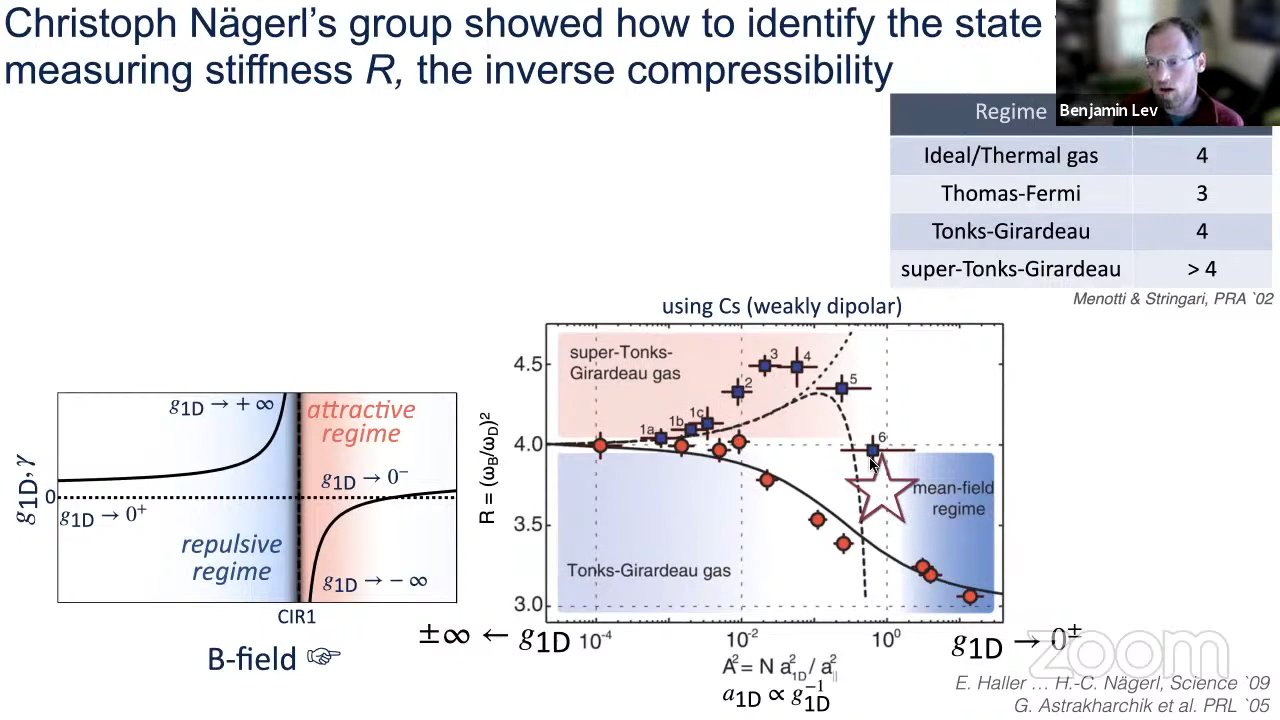 Christoph Nägerl's group showed how to identify the state
measuring stiffness R, the inverse compressibility
Benjamin Lev
Regime
Ideal/Thermal gas 4
Thomas-Fermi 3
Tonks-Girardeau 4
super-Tonks-Girardeau > 4
Menotti & Stringari, PRA `02
using Cs (weakly dipolar)
super-Tonks-
Girardeau gas
1a 1b 1c 2 3 4 5 6
mean-field
regime
Tonks-Girardeau gas
4.5
4.0
3.5
3.0
R = (ω_B/ω_D)²
10⁻⁴ 10⁻² 10⁰
A² = N a²_1D / a²_∥
a_1D ∝ g_1D⁻¹
g_1D → + ∞
attractive
regime
g_1D → 0⁻
g_1D, γ
0
g_1D → 0⁺
repulsive
regime
g_1D → − ∞
CIR1
B-field ☞
±∞ ← g_1D
g_1D → 0±
zoom
E. Haller ... H.-C. Nägerl, Science `09
G. Astrakharchik et al. PRL `05